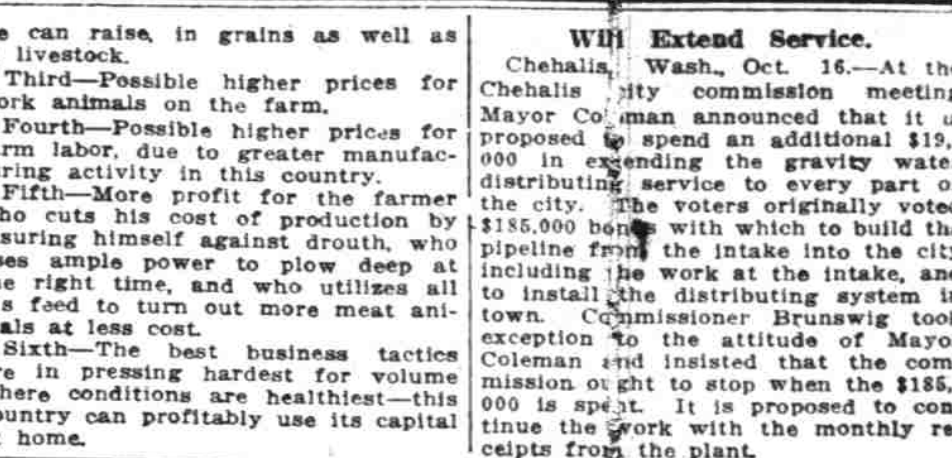 e can raise, in grains as well as
livestock.
Third—Possible higher prices for
ork animals on the farm.
Fourth—Possible higher prices for
rm labor, due to greater manufac-
ring activity in this country.
Fifth—More profit for the farmer
ho cuts his cost of production by
suring himself against drouth, who
es ample power to plow deep at
e right time, and who utilizes all
s feed to turn out more meat ani-
als at less cost.
Sixth—The best business tactics
re in pressing hardest for volume
here conditions are healthiest—this
ountry can profitably use its capital
t home.
Will Extend Service.
Chehalis, Wash., Oct. 16.—At the
Chehalis city commission meeting
Mayor Coleman announced that it is
proposed to spend an additional $19,
000 in extending the gravity water
distributing service to every part of
the city. The voters originally voted
$185,000 bonds with which to build the
pipeline from the intake into the city
including the work at the intake, and
to install the distributing system in
town. Commissioner Brunswig took
exception to the attitude of Mayor
Coleman and insisted that the com
mission ought to stop when the $185,
000 is spent. It is proposed to con
tinue the work with the monthly re
ceipts from the plant.